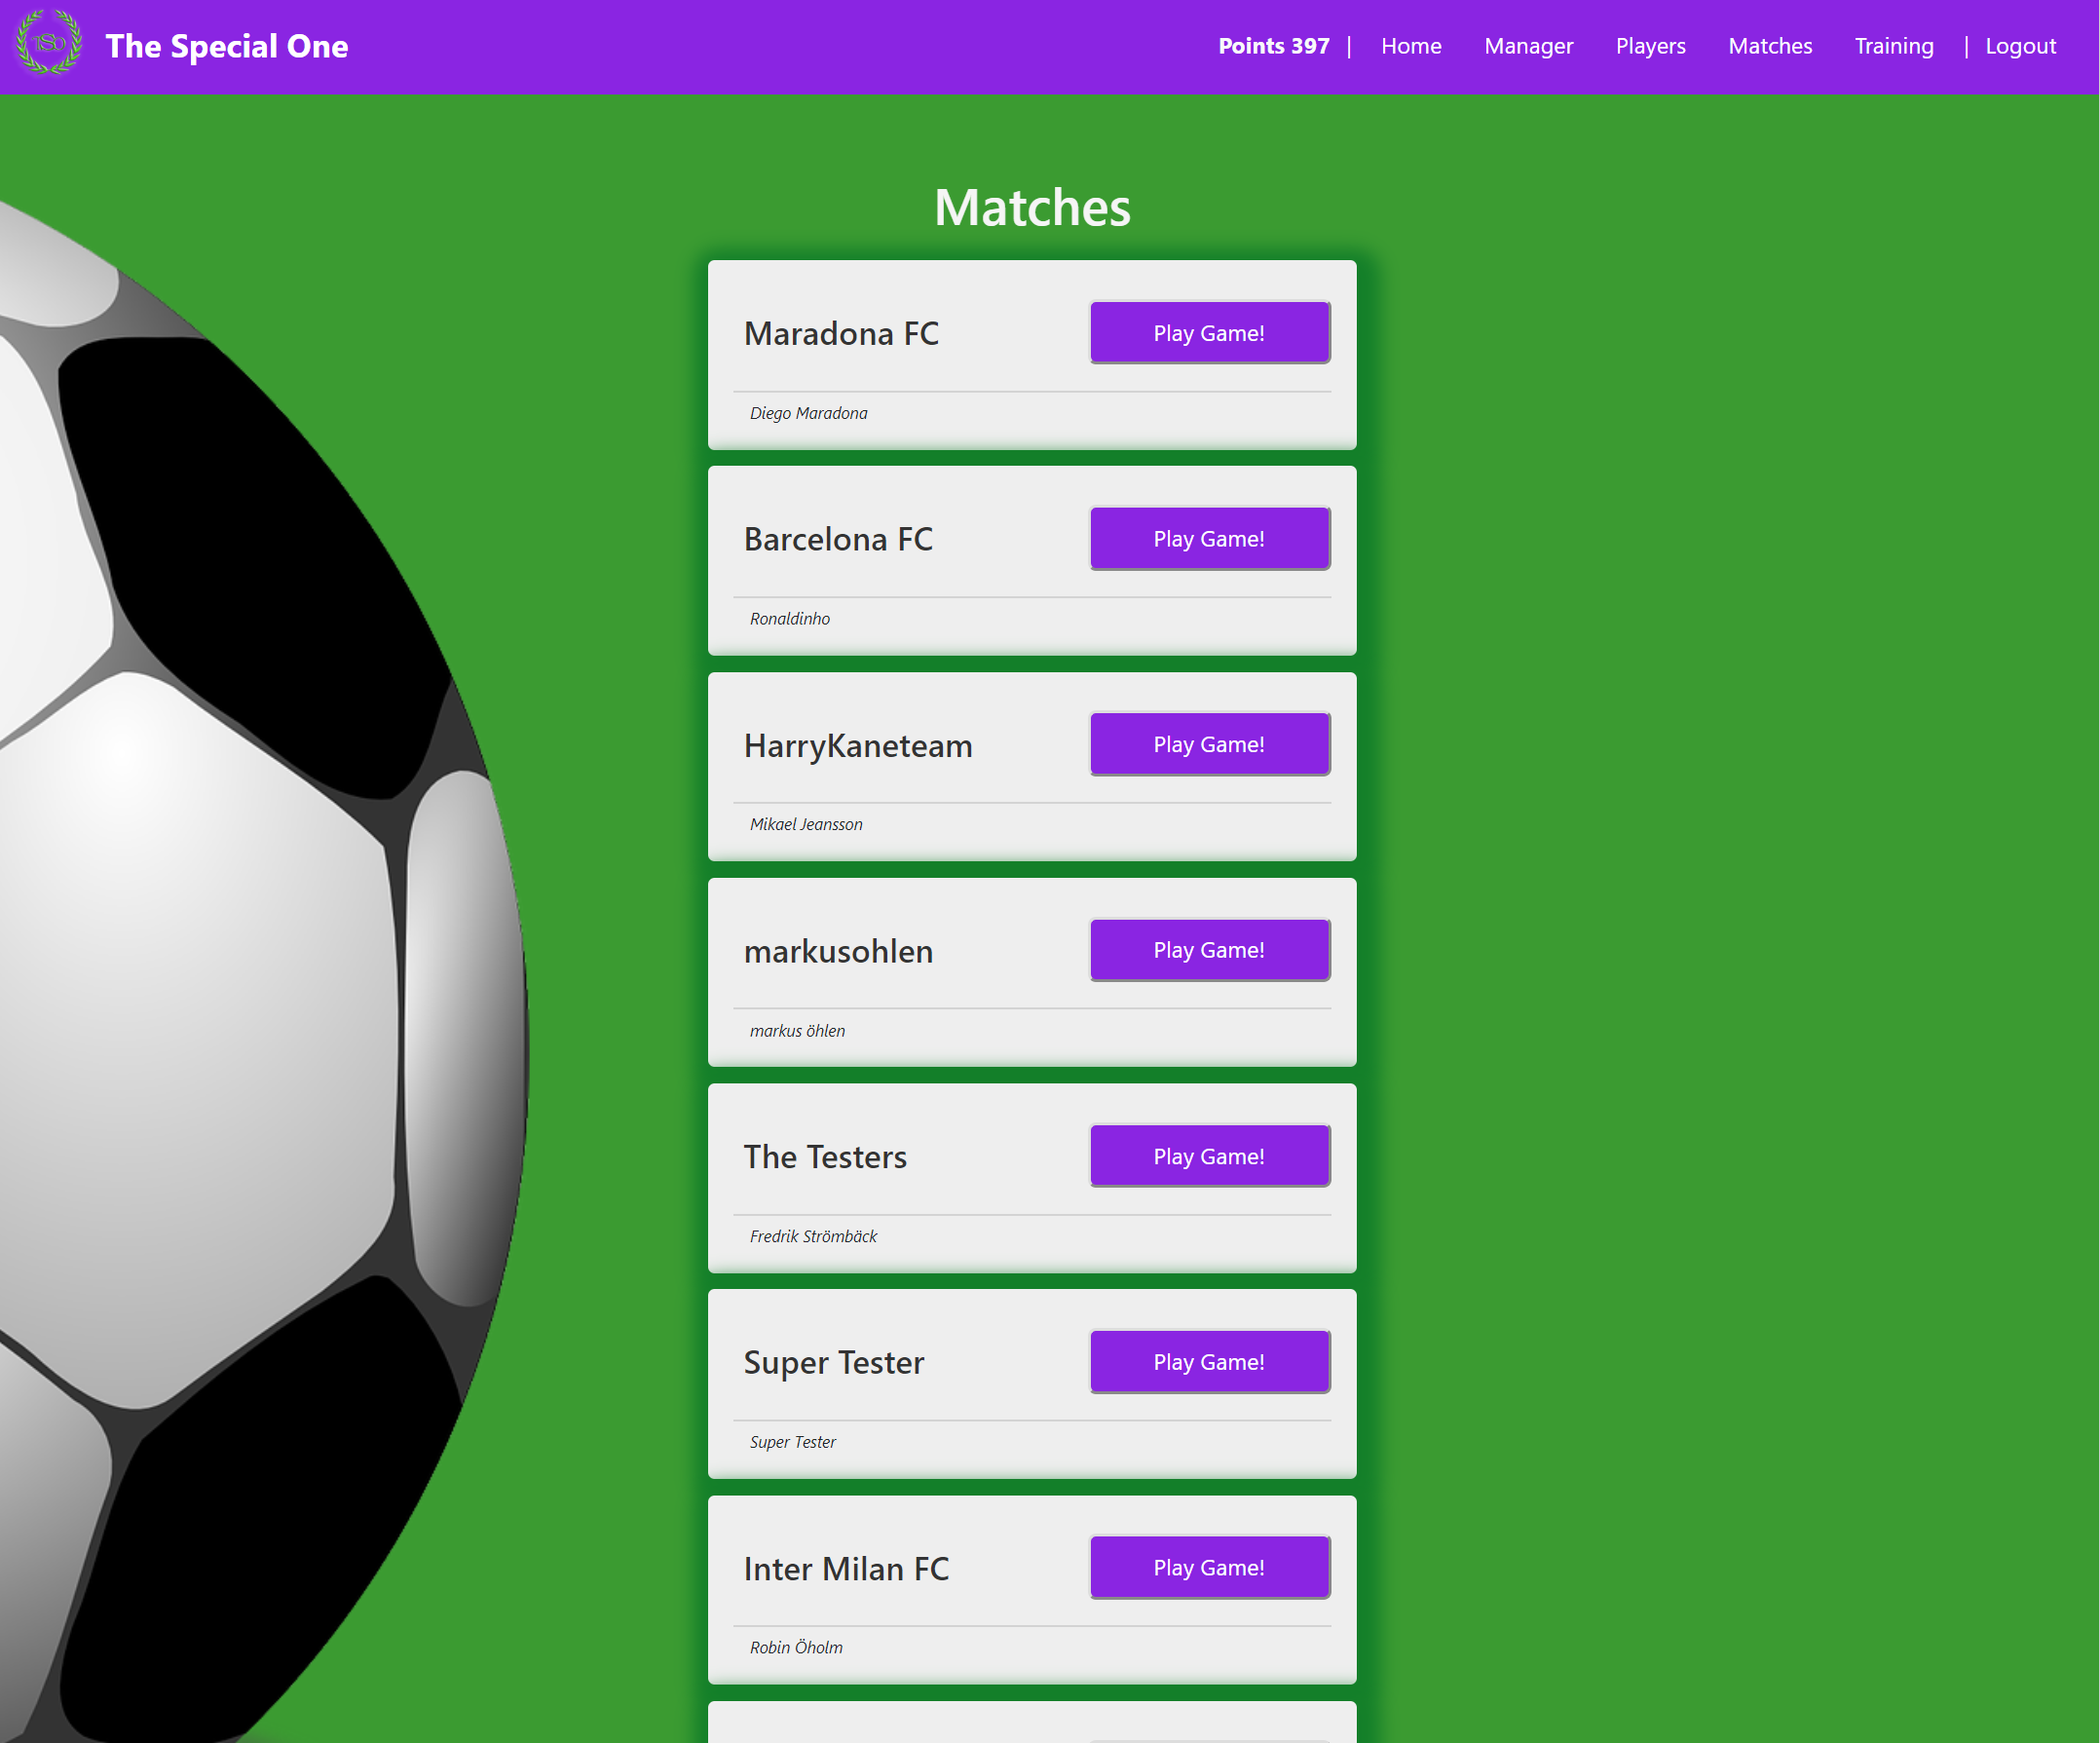 TSO
The Special One
Points 397 | Home Manager Players Matches Training | Logout
Matches
Maradona FC Play Game!
Diego Maradona
Barcelona FC Play Game!
Ronaldinho
HarryKaneteam Play Game!
Mikael Jeansson
markusohlen Play Game!
markus öhlen
The Testers Play Game!
Fredrik Strömbäck
Super Tester Play Game!
Super Tester
Inter Milan FC Play Game!
Robin Öholm